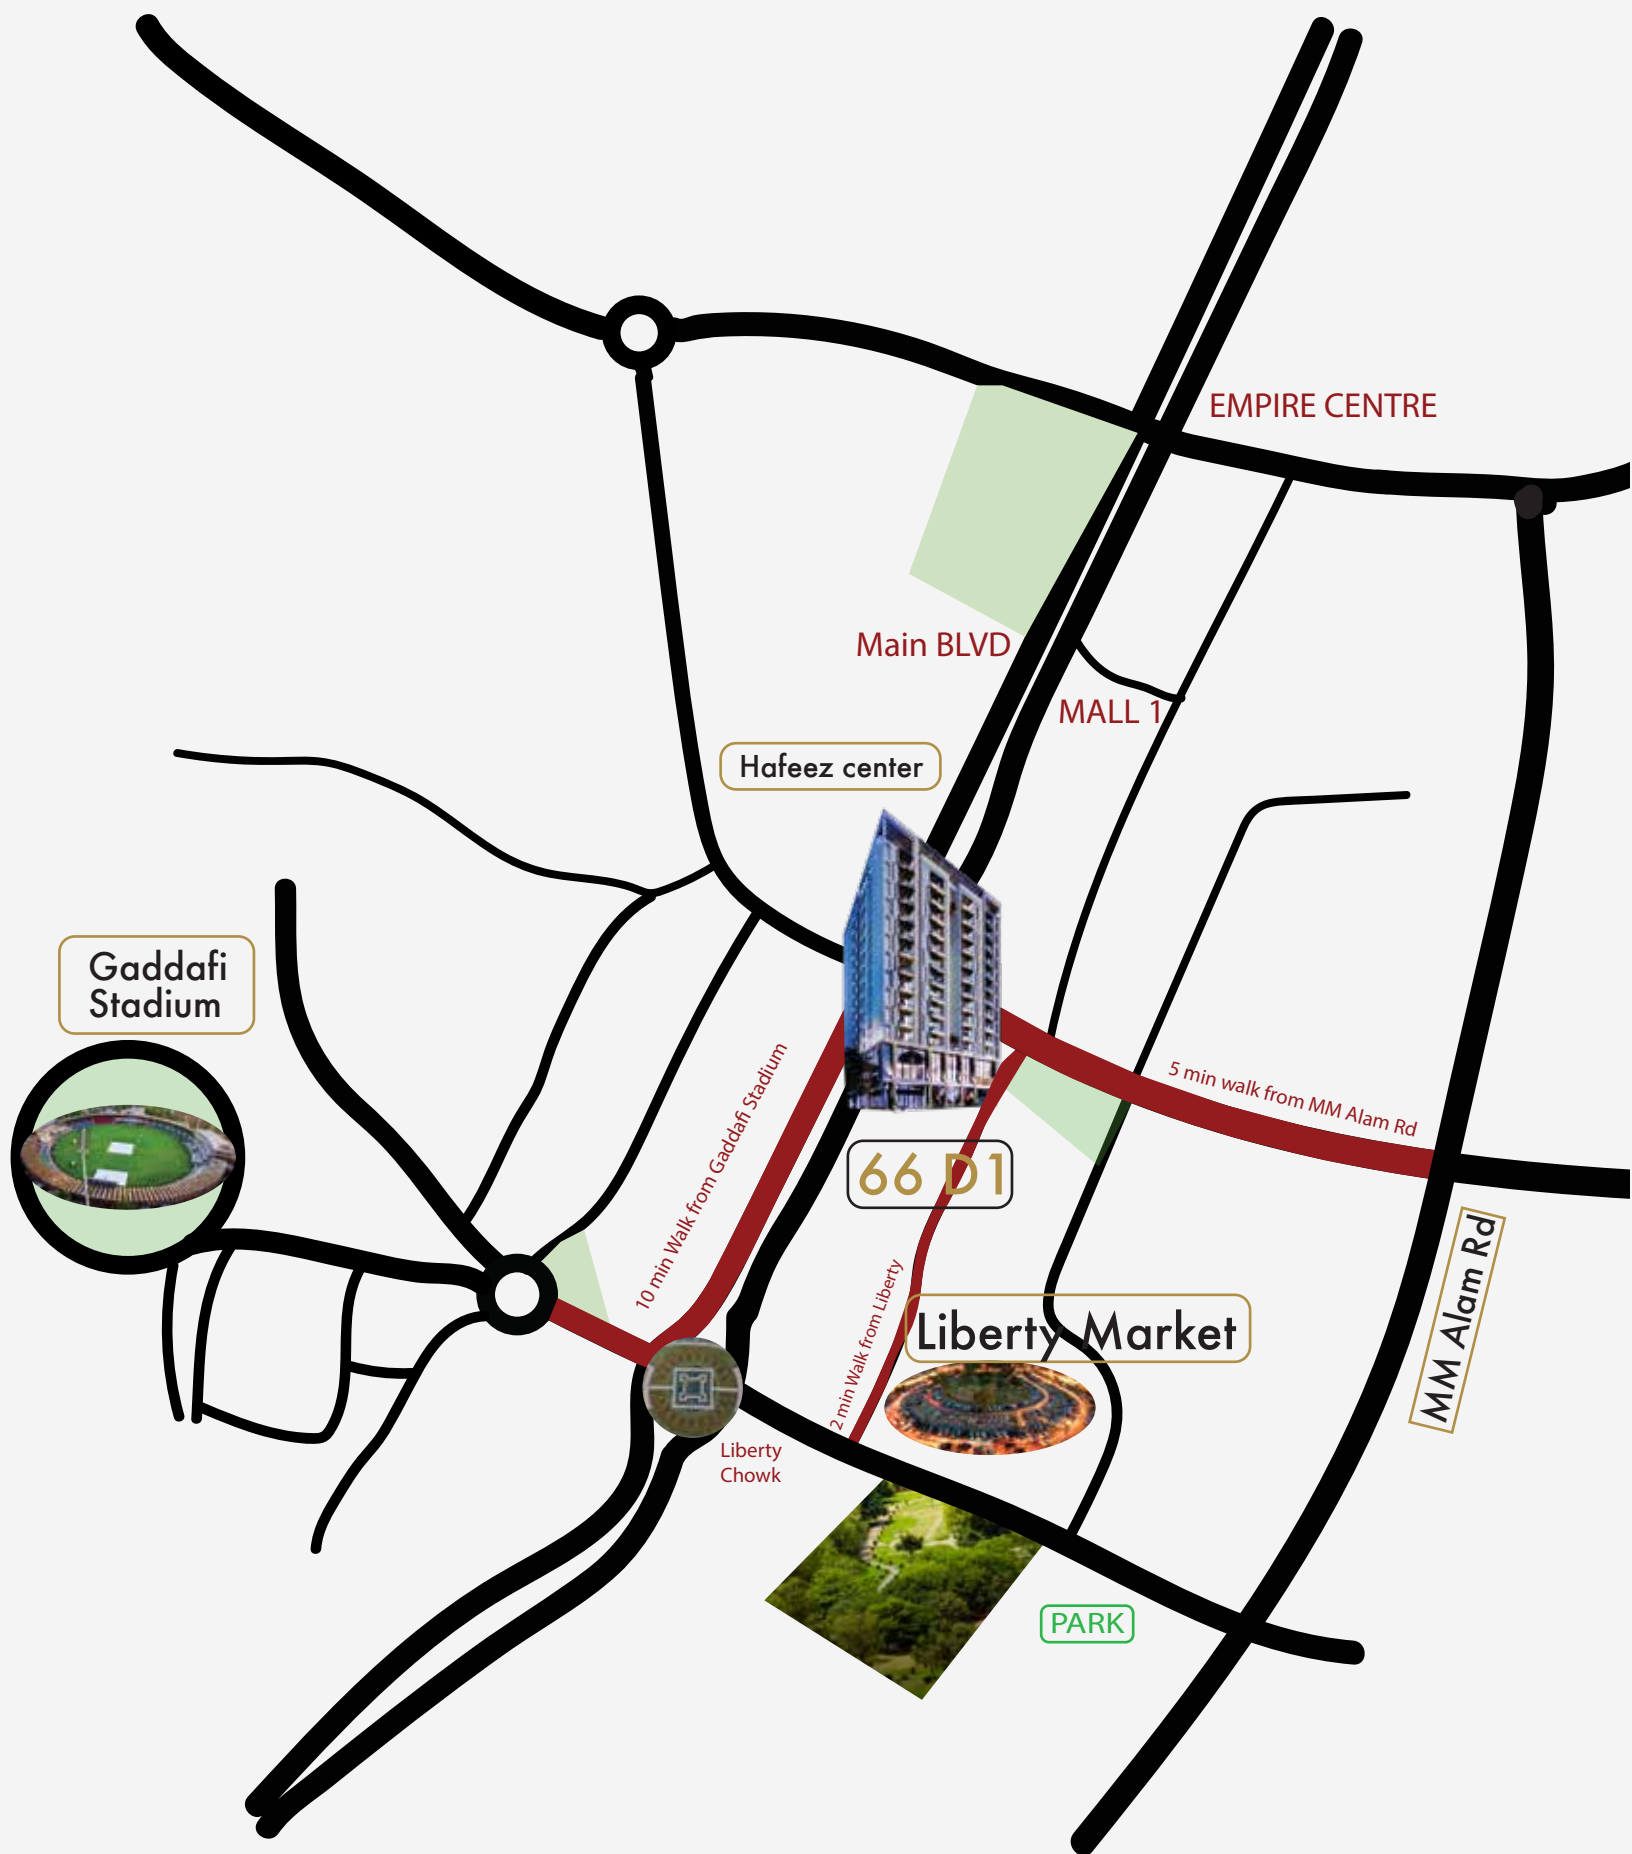 EMPIRE CENTRE
Main BLVD
MALL 1
Hafeez center
Gaddafi
Stadium
10 min Walk from Gaddafi Stadium
5 min walk from MM Alam Rd
66 D1
MM Alam Rd
2 min Walk from Liberty
Liberty Market
Liberty
Chowk
PARK